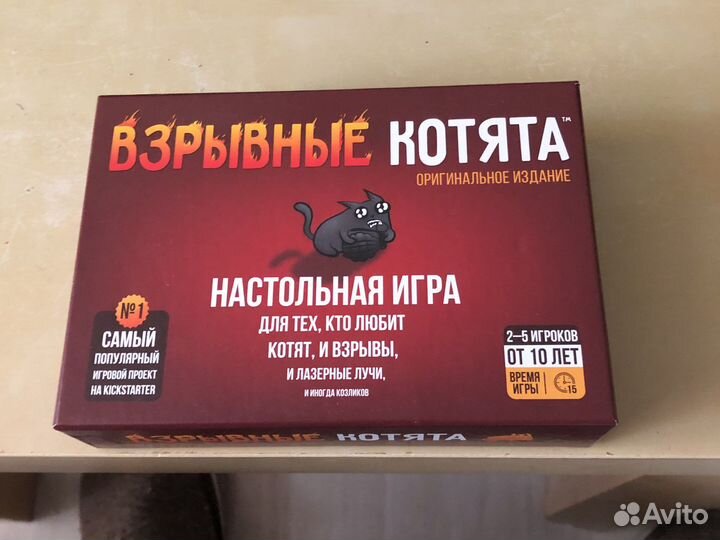 ВЗРЫВНЫЕ КОТЯТА™
ОРИГИНАЛЬНОЕ ИЗДАНИЕ
НАСТОЛЬНАЯ ИГРА
ДЛЯ ТЕХ, КТО ЛЮБИТ
КОТЯТ, И ВЗРЫВЫ,
И ЛАЗЕРНЫЕ ЛУЧИ,
И ИНОГДА КОЗЛИКОВ
№1
САМЫЙ
ПОПУЛЯРНЫЙ
ИГРОВОЙ ПРОЕКТ
НА KICKSTARTER
2–5 ИГРОКОВ
ОТ 10 ЛЕТ
ВРЕМЯ
ИГРЫ
15
ВЗРЫВНЫЕ КОТЯТА
Avito